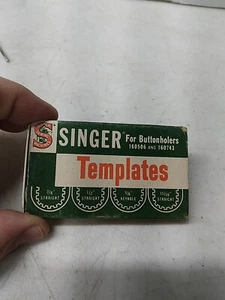 S
SINGER For Buttonholers
160506 AND 160743
Templates
STRAIGHT
STRAIGHT
KEYHOLE
STRAIGHT